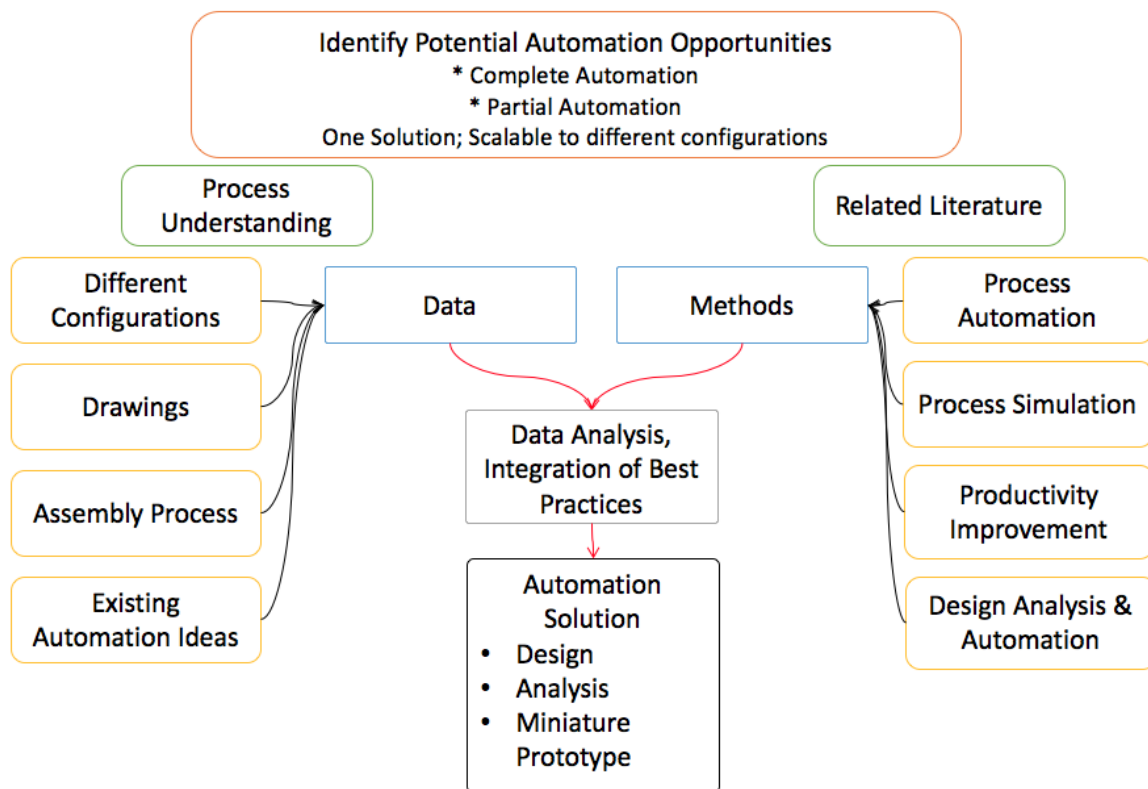 Identify Potential Automation Opportunities
* Complete Automation
* Partial Automation
One Solution; Scalable to different configurations
Process
Understanding
Related Literature
Different
Configurations
Drawings
Assembly Process
Existing
Automation Ideas
Data
Methods
Process
Automation
Process Simulation
Productivity
Improvement
Design Analysis &
Automation
Data Analysis,
Integration of Best
Practices
Automation
Solution
• Design
• Analysis
• Miniature
Prototype